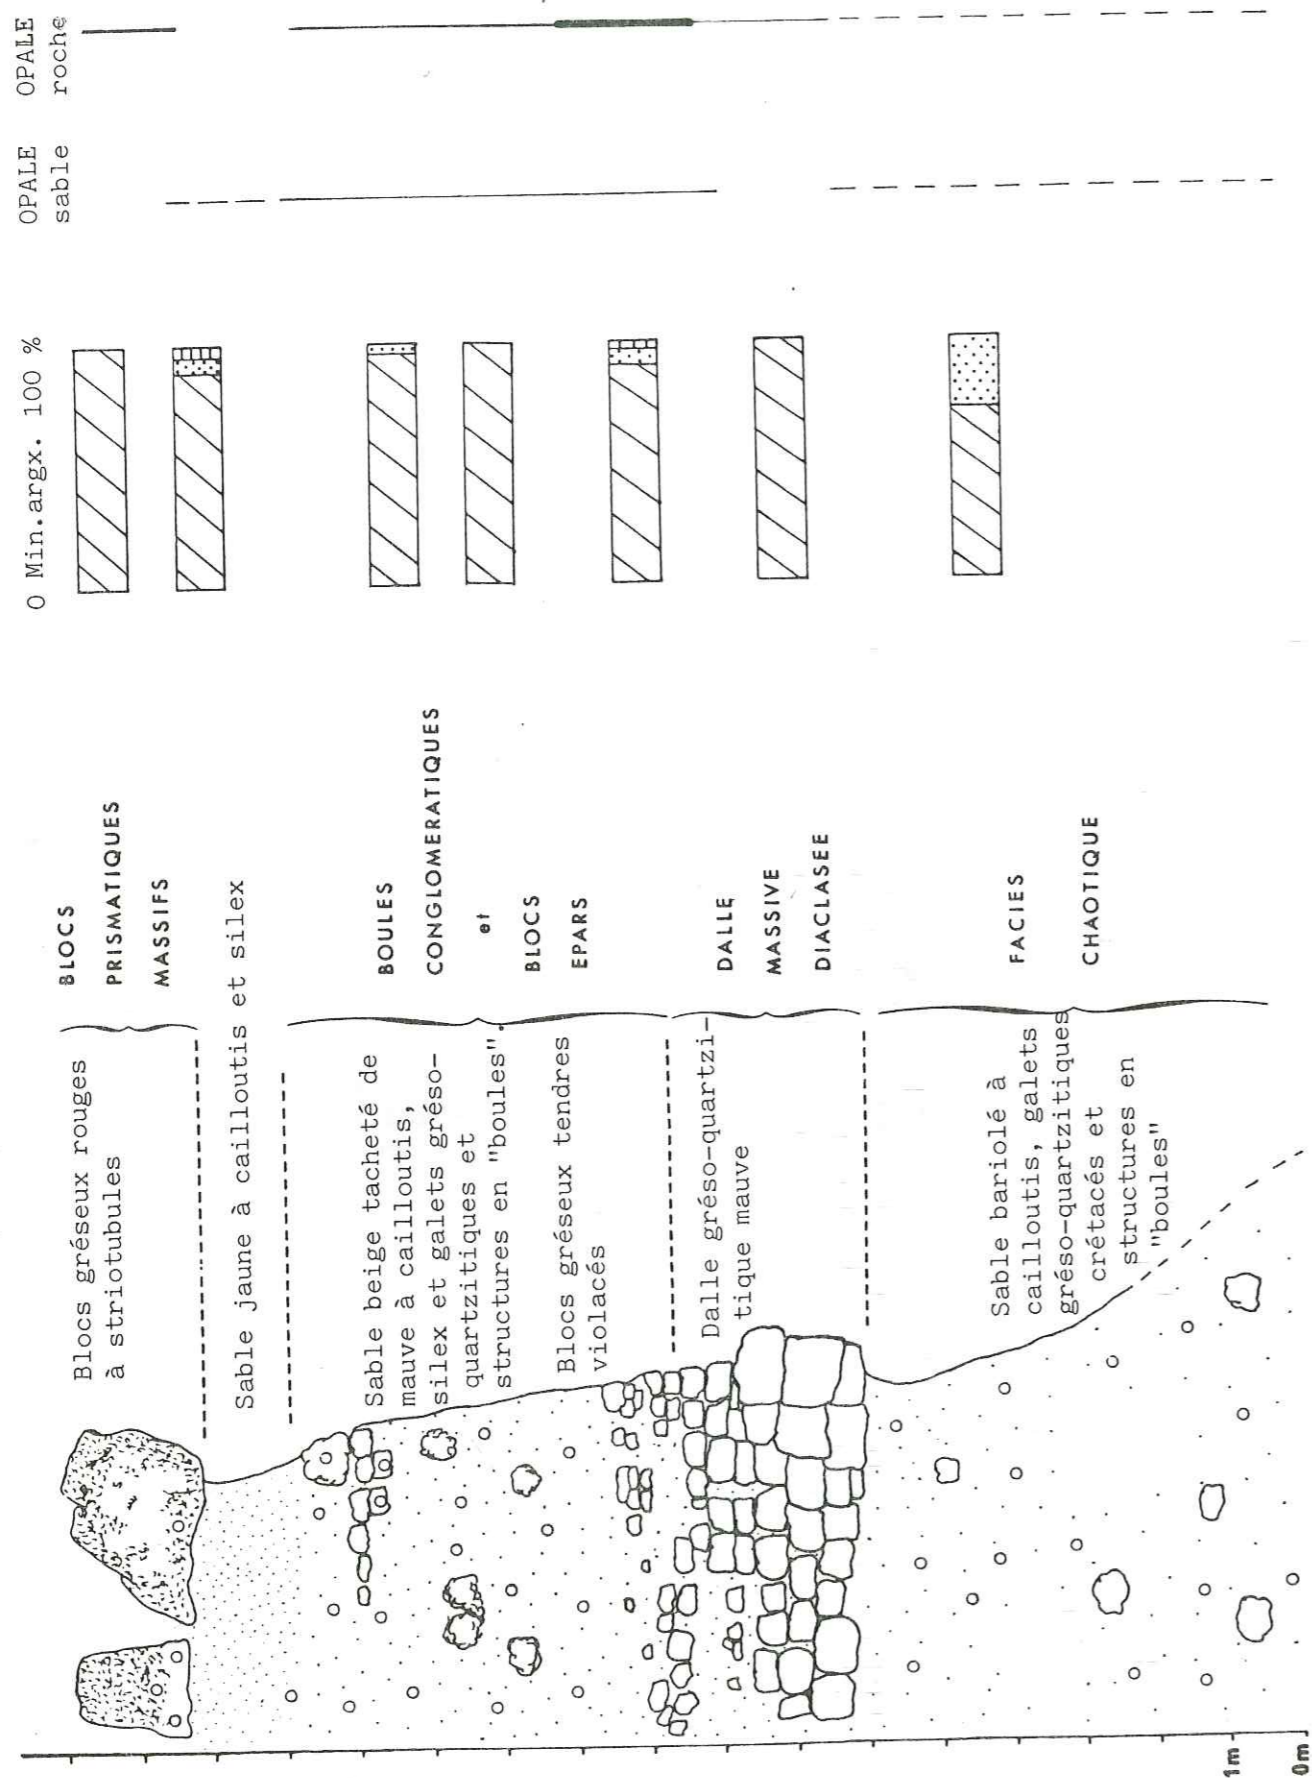 O Min.argx. 100 %
OPALE
sable
OPALE
roche
Blocs gréseux rouges
à striotubules
BLOCS
PRISMATIQUES
MASSIFS
Sable jaune à cailloutis et silex
Sable beige tacheté de
mauve à cailloutis,
silex et galets gréso-
quartzitiques et
structures en "boules".
Blocs gréseux tendres
violacés
BOULES
CONGLOMERATIQUES
et
BLOCS
EPARS
Dalle gréso-quartzi-
tique mauve
DALLE
MASSIVE
DIACLASEE
Sable bariolé à
cailloutis, galets
gréso-quartzitiques
crétacés et
structures en
"boules"
FACIES
CHAOTIQUE
1m
0m